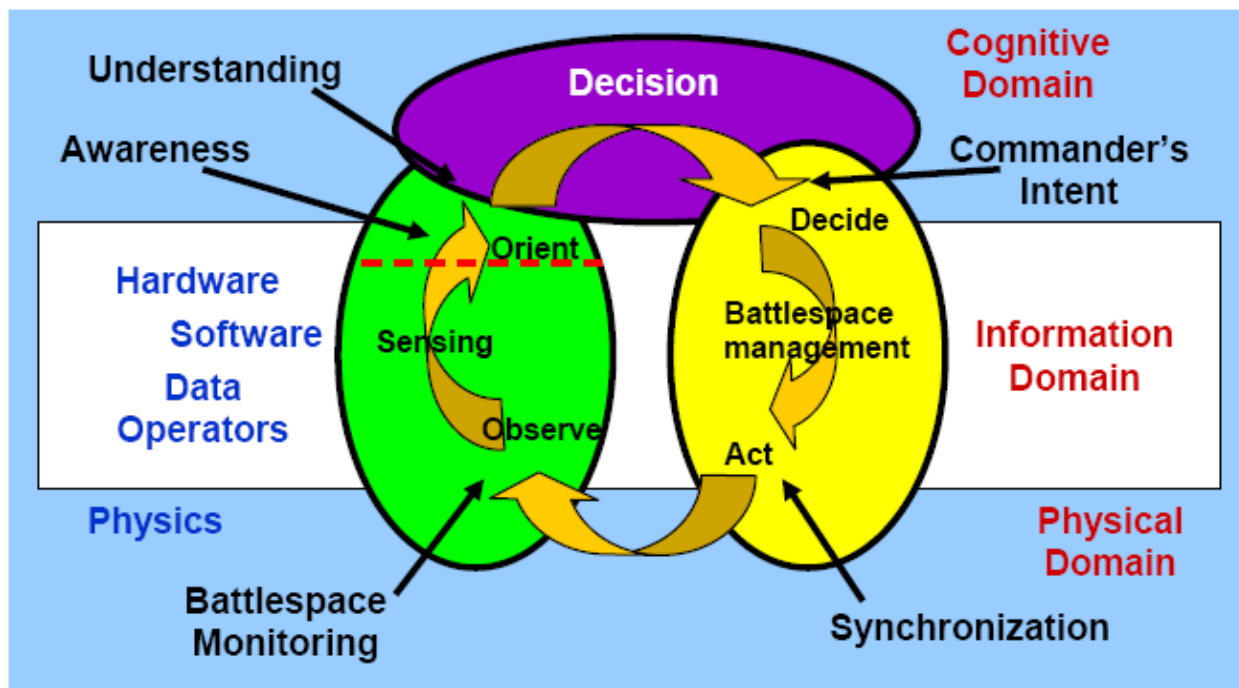 Understanding
Decision
Cognitive
Domain
Awareness
Commander's
Intent
Decide
Orient
Hardware
Software
Data
Operators
Sensing
Battlespace
management
Information
Domain
Observe
Act
Physics
Physical
Domain
Battlespace
Monitoring
Synchronization